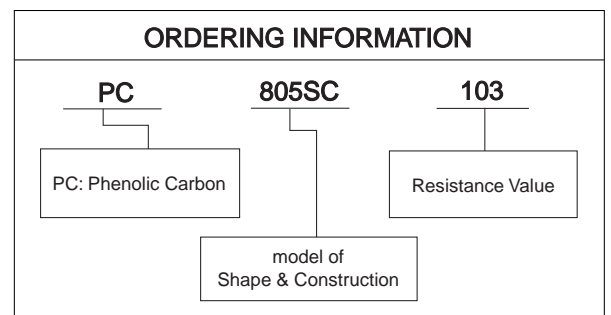 ORDERING INFORMATION
PC 805SC 103
PC: Phenolic Carbon
Resistance Value
model of
Shape & Construction